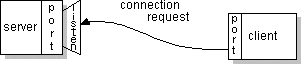 server
port
listen
connection
request
port
client